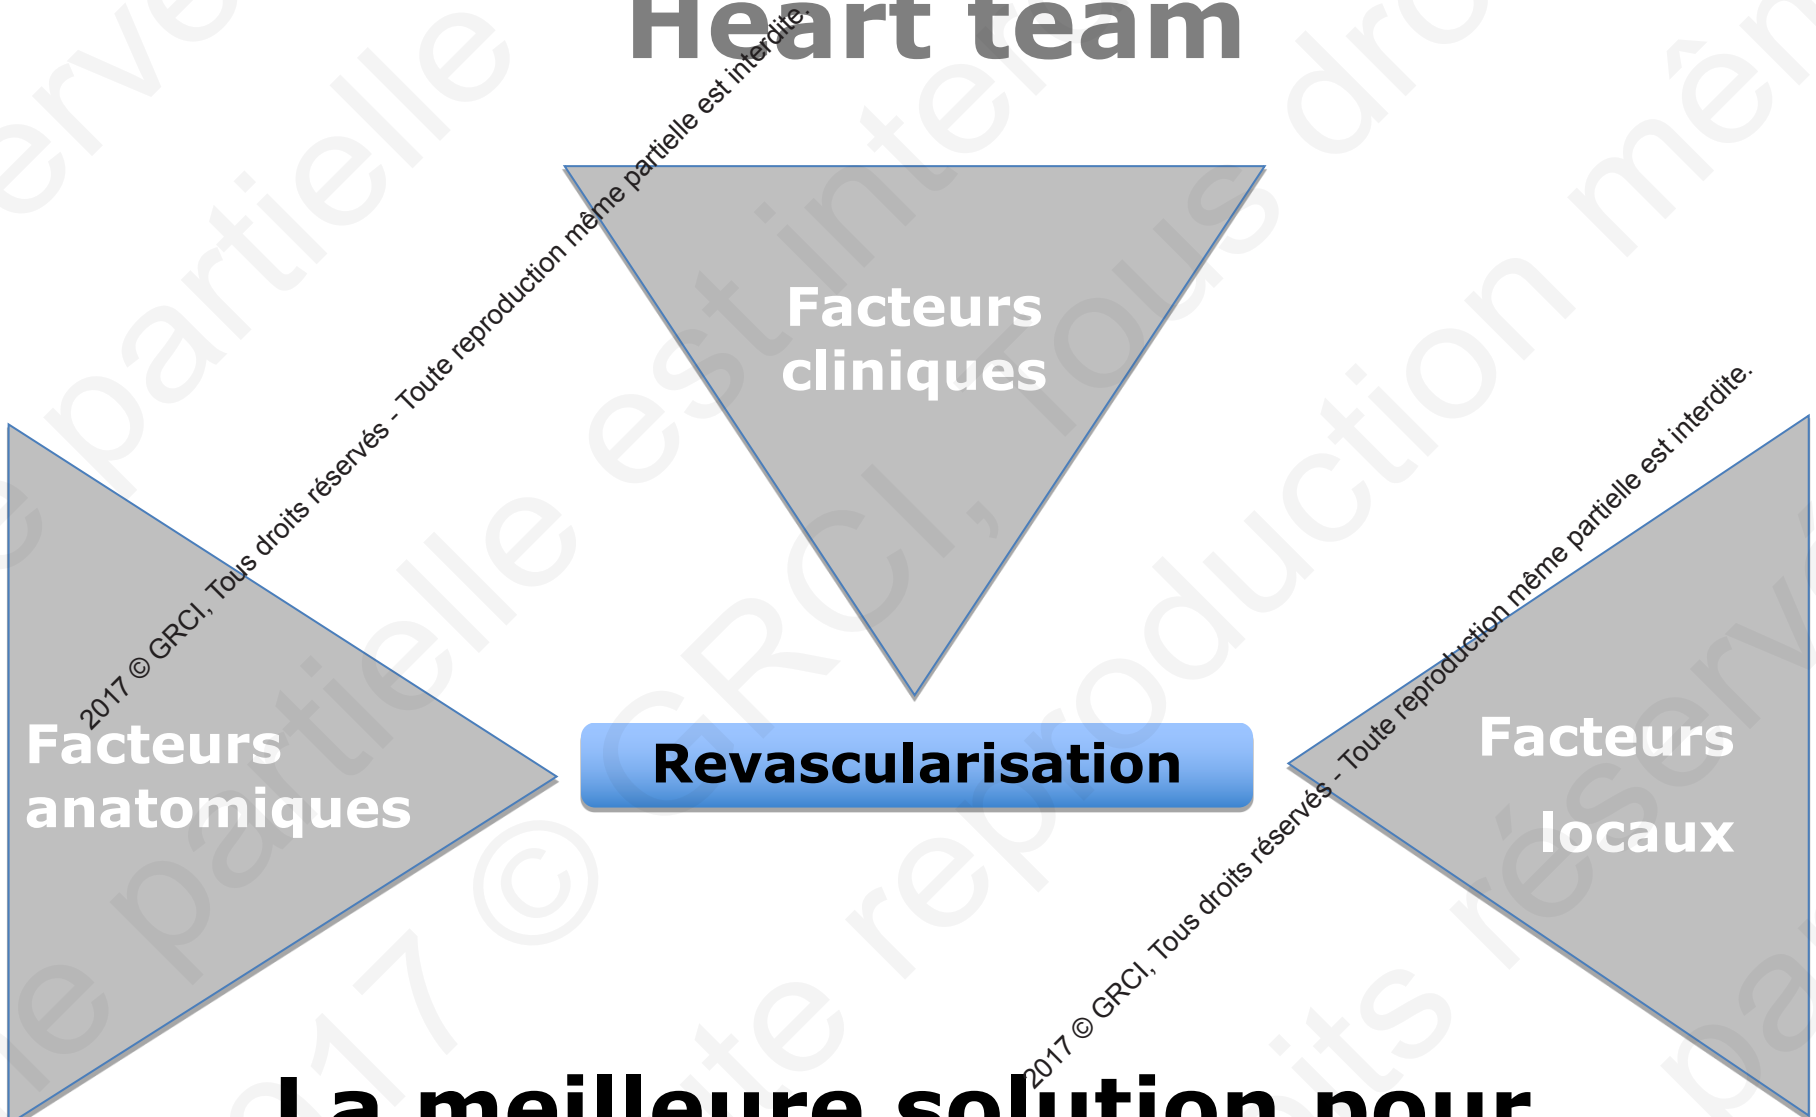 Heart team
Facteurs
cliniques
Facteurs
anatomiques
Revascularisation
Facteurs
locaux
La meilleure solution pour
2017 © GRCI, Tous droits réservés - Toute reproduction même partielle est interdite.
2017 © GRCI, Tous droits réservés - Toute reproduction même partielle est interdite.